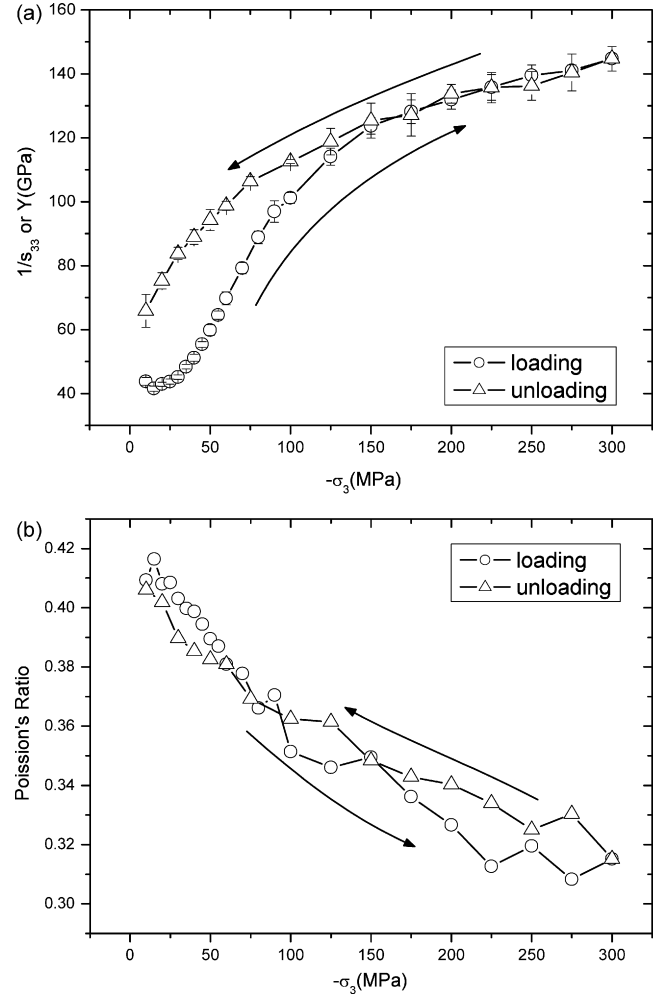 (a)
160
140
120
100
80
60
40
1/s33 or Y(GPa)
loading
unloading
0 50 100 150 200 250 300
-σ3(MPa)
(b)
0.42
0.40
0.38
0.36
0.34
0.32
0.30
Poission's Ratio
loading
unloading
0 50 100 150 200 250 300
-σ3(MPa)